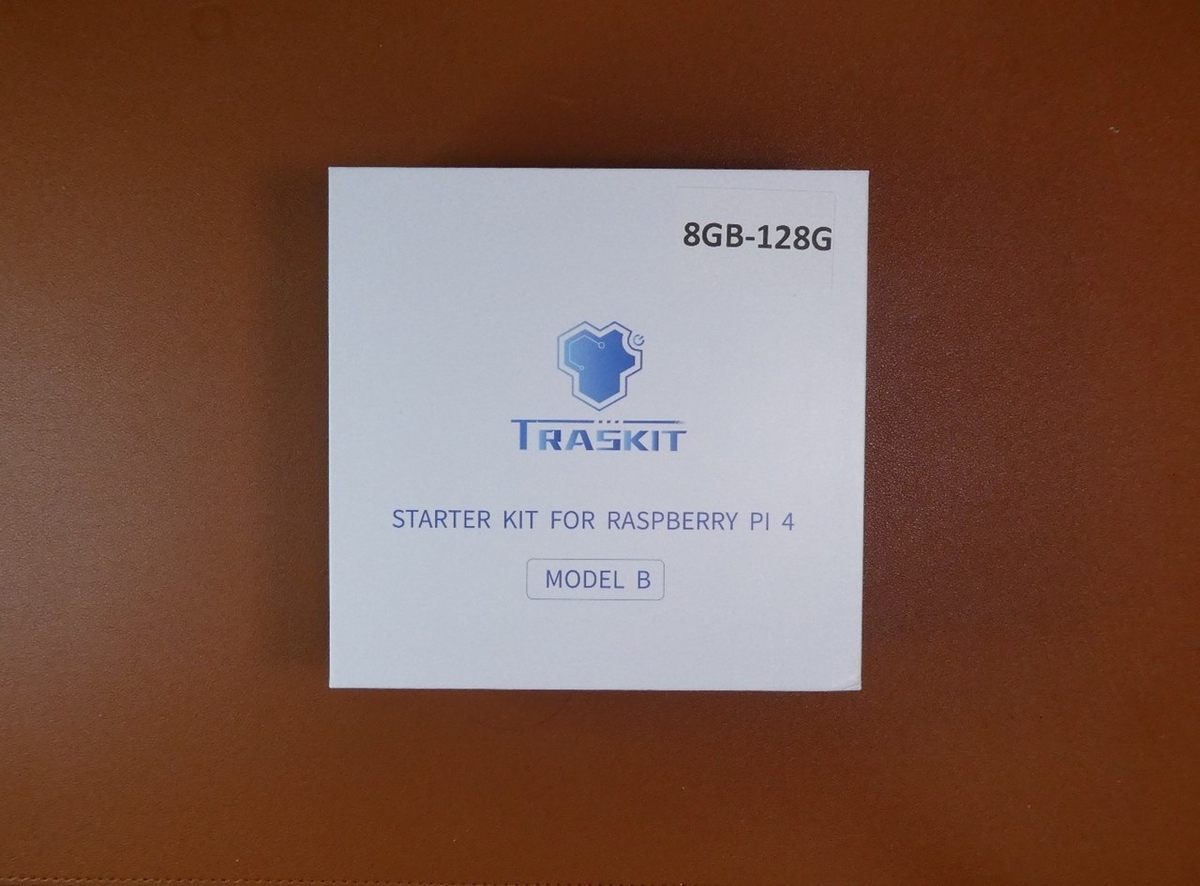 8GB-128G
TRASKIT
STARTER KIT FOR RASPBERRY PI 4
MODEL B